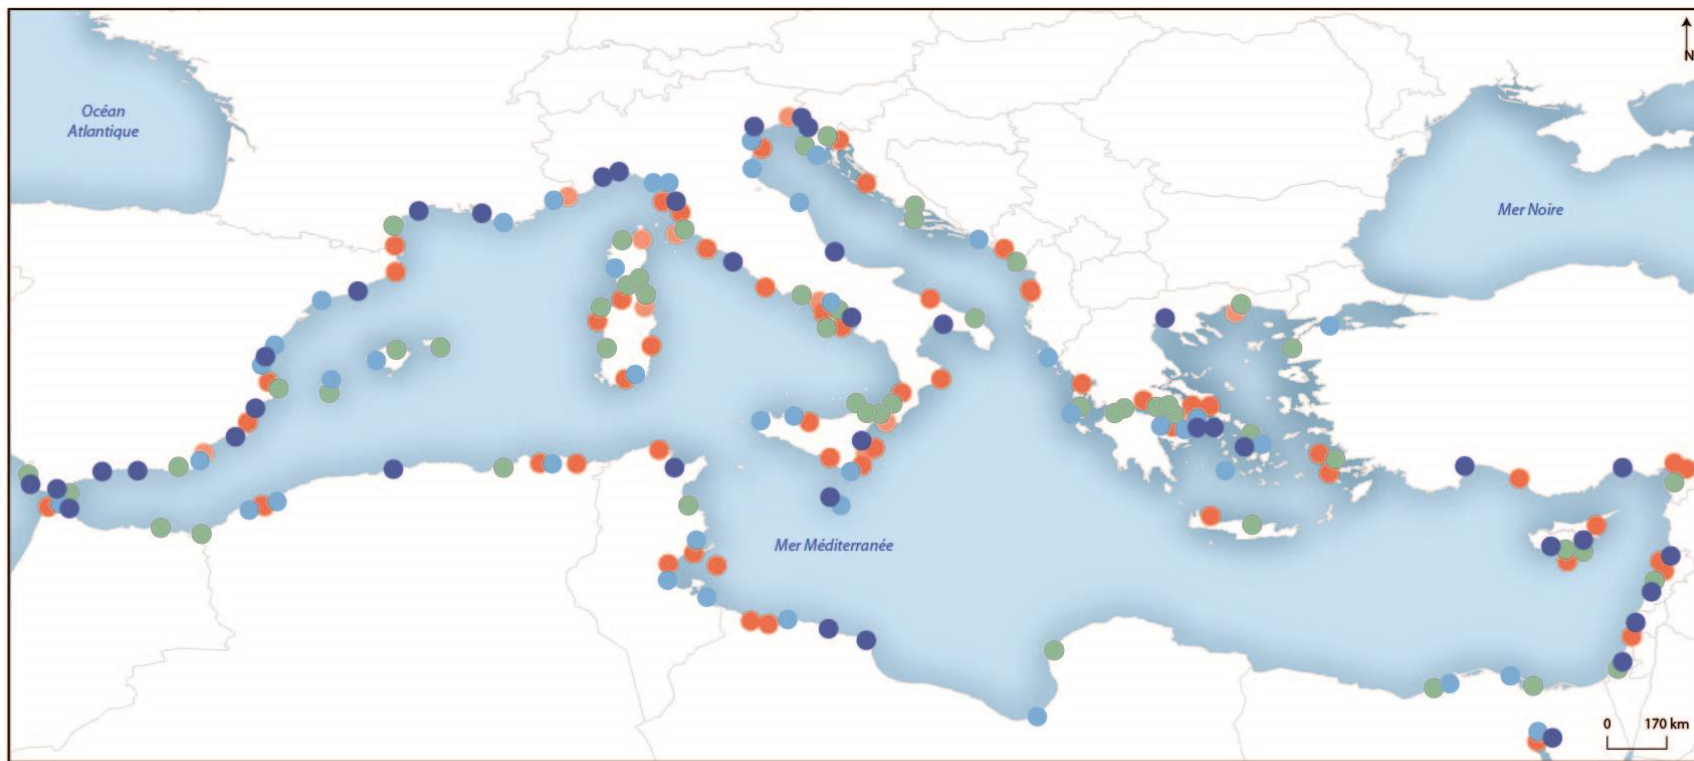 N
Océan
Atlantique
Mer Noire
Mer Méditerranée
0 170 km